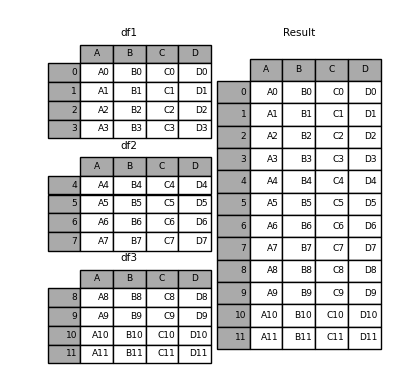 df1
A B C D
0 A0 B0 C0 D0
1 A1 B1 C1 D1
2 A2 B2 C2 D2
3 A3 B3 C3 D3
df2
A B C D
4 A4 B4 C4 D4
5 A5 B5 C5 D5
6 A6 B6 C6 D6
7 A7 B7 C7 D7
df3
A B C D
8 A8 B8 C8 D8
9 A9 B9 C9 D9
10 A10 B10 C10 D10
11 A11 B11 C11 D11
Result
A B C D
0 A0 B0 C0 D0
1 A1 B1 C1 D1
2 A2 B2 C2 D2
3 A3 B3 C3 D3
4 A4 B4 C4 D4
5 A5 B5 C5 D5
6 A6 B6 C6 D6
7 A7 B7 C7 D7
8 A8 B8 C8 D8
9 A9 B9 C9 D9
10 A10 B10 C10 D10
11 A11 B11 C11 D11